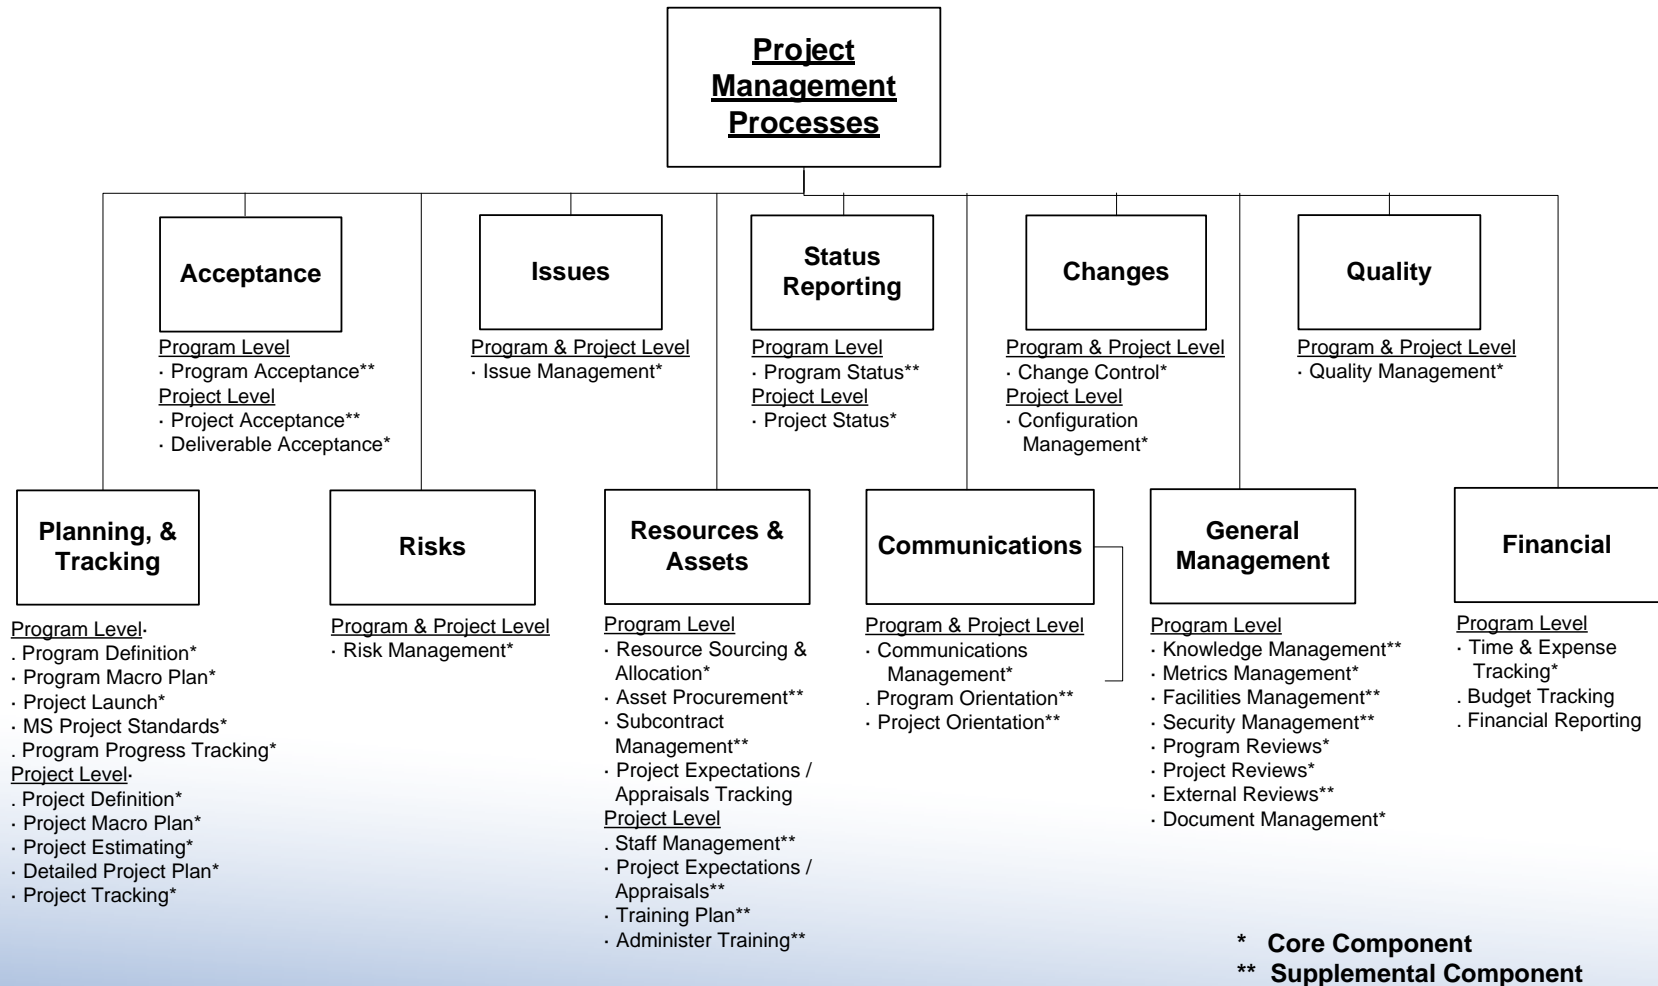 Project
Management
Processes
Acceptance
Program Level
· Program Acceptance**
Project Level
· Project Acceptance**
· Deliverable Acceptance*
Issues
Program & Project Level
· Issue Management*
Status
Reporting
Program Level
· Program Status**
Project Level
· Project Status*
Changes
Program & Project Level
· Change Control*
Project Level
· Configuration
Management*
Quality
Program & Project Level
· Quality Management*
Planning, &
Tracking
Program Level·
. Program Definition*
· Program Macro Plan*
· Project Launch*
· MS Project Standards*
. Program Progress Tracking*
Project Level·
. Project Definition*
· Project Macro Plan*
· Project Estimating*
· Detailed Project Plan*
· Project Tracking*
Risks
Program & Project Level
· Risk Management*
Resources &
Assets
Program Level
· Resource Sourcing &
Allocation*
· Asset Procurement**
· Subcontract
Management**
· Project Expectations /
Appraisals Tracking
Project Level
. Staff Management**
· Project Expectations /
Appraisals**
· Training Plan**
· Administer Training**
Communications
Program & Project Level
· Communications
Management*
. Program Orientation**
· Project Orientation**
General
Management
Program Level
· Knowledge Management**
· Metrics Management*
· Facilities Management**
· Security Management**
· Program Reviews*
· Project Reviews*
· External Reviews**
· Document Management*
Financial
Program Level
· Time & Expense
Tracking*
. Budget Tracking
. Financial Reporting
* Core Component
** Supplemental Component